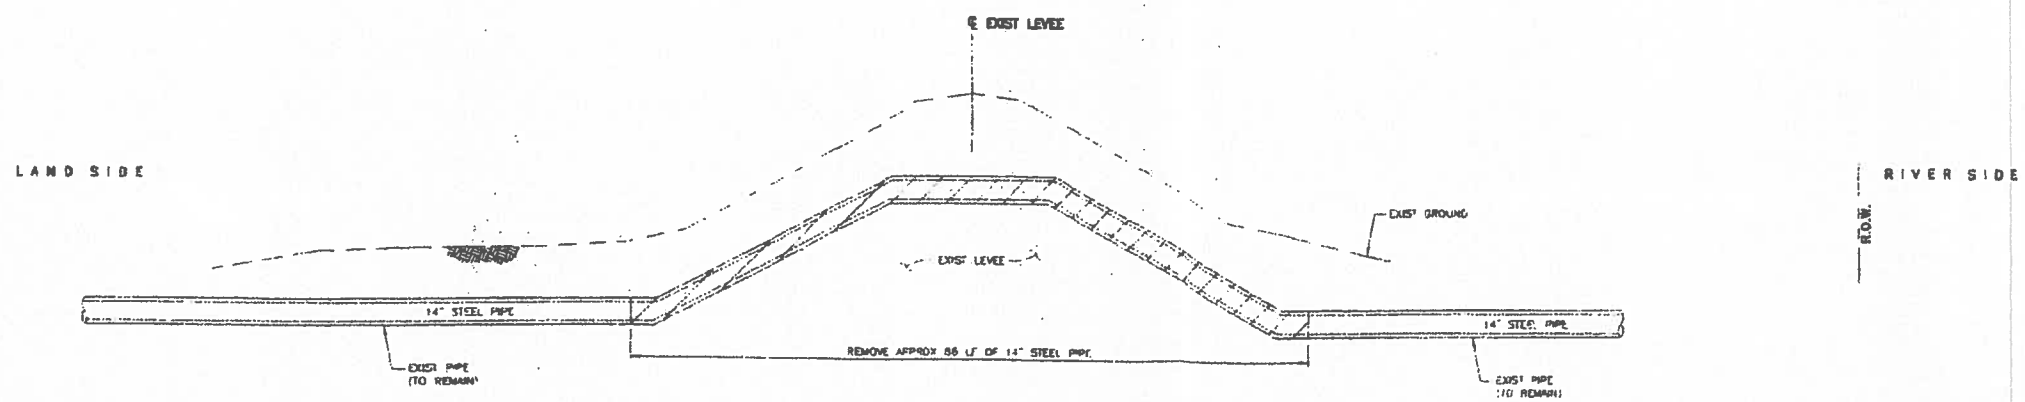 ℄ EXIST LEVEE
LAND SIDE
RIVER SIDE
R.O.W.
EXIST GROUND
EXIST LEVEE
14" STEEL PIPE
14" STEEL PIPE
REMOVE APPROX 86 LF OF 14" STEEL PIPE
EXIST PIPE
(TO REMAIN)
EXIST PIPE
(TO REMAIN)